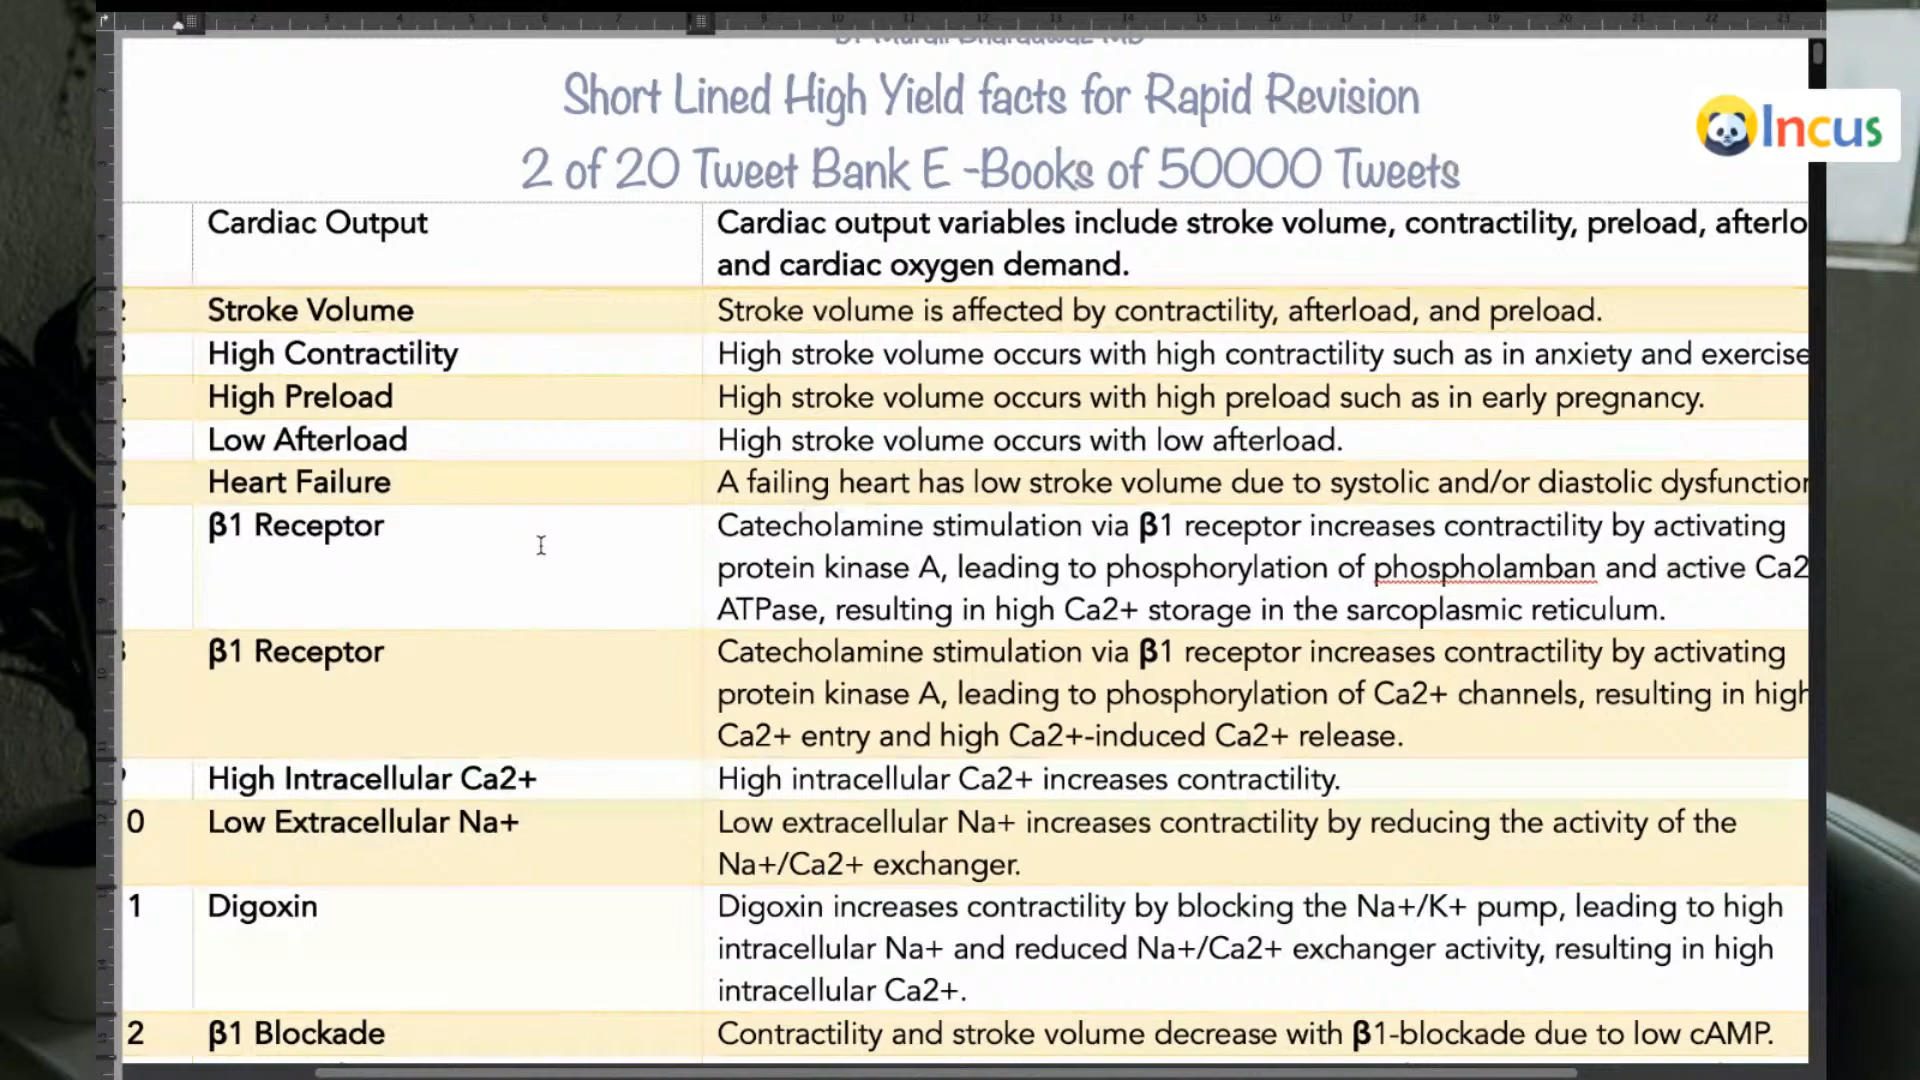 Short Lined High Yield facts for Rapid Revision
2 of 20 Tweet Bank E -Books of 50000 Tweets
Incus
Cardiac Output
Cardiac output variables include stroke volume, contractility, preload, afterlo
and cardiac oxygen demand.
Stroke Volume
Stroke volume is affected by contractility, afterload, and preload.
High Contractility
High stroke volume occurs with high contractility such as in anxiety and exercise
High Preload
High stroke volume occurs with high preload such as in early pregnancy.
Low Afterload
High stroke volume occurs with low afterload.
Heart Failure
A failing heart has low stroke volume due to systolic and/or diastolic dysfunction
β1 Receptor
Catecholamine stimulation via β1 receptor increases contractility by activating
protein kinase A, leading to phosphorylation of phospholamban and active Ca2
ATPase, resulting in high Ca2+ storage in the sarcoplasmic reticulum.
β1 Receptor
Catecholamine stimulation via β1 receptor increases contractility by activating
protein kinase A, leading to phosphorylation of Ca2+ channels, resulting in high
Ca2+ entry and high Ca2+-induced Ca2+ release.
High Intracellular Ca2+
High intracellular Ca2+ increases contractility.
0 Low Extracellular Na+
Low extracellular Na+ increases contractility by reducing the activity of the
Na+/Ca2+ exchanger.
1 Digoxin
Digoxin increases contractility by blocking the Na+/K+ pump, leading to high
intracellular Na+ and reduced Na+/Ca2+ exchanger activity, resulting in high
intracellular Ca2+.
2 β1 Blockade
Contractility and stroke volume decrease with β1-blockade due to low cAMP.